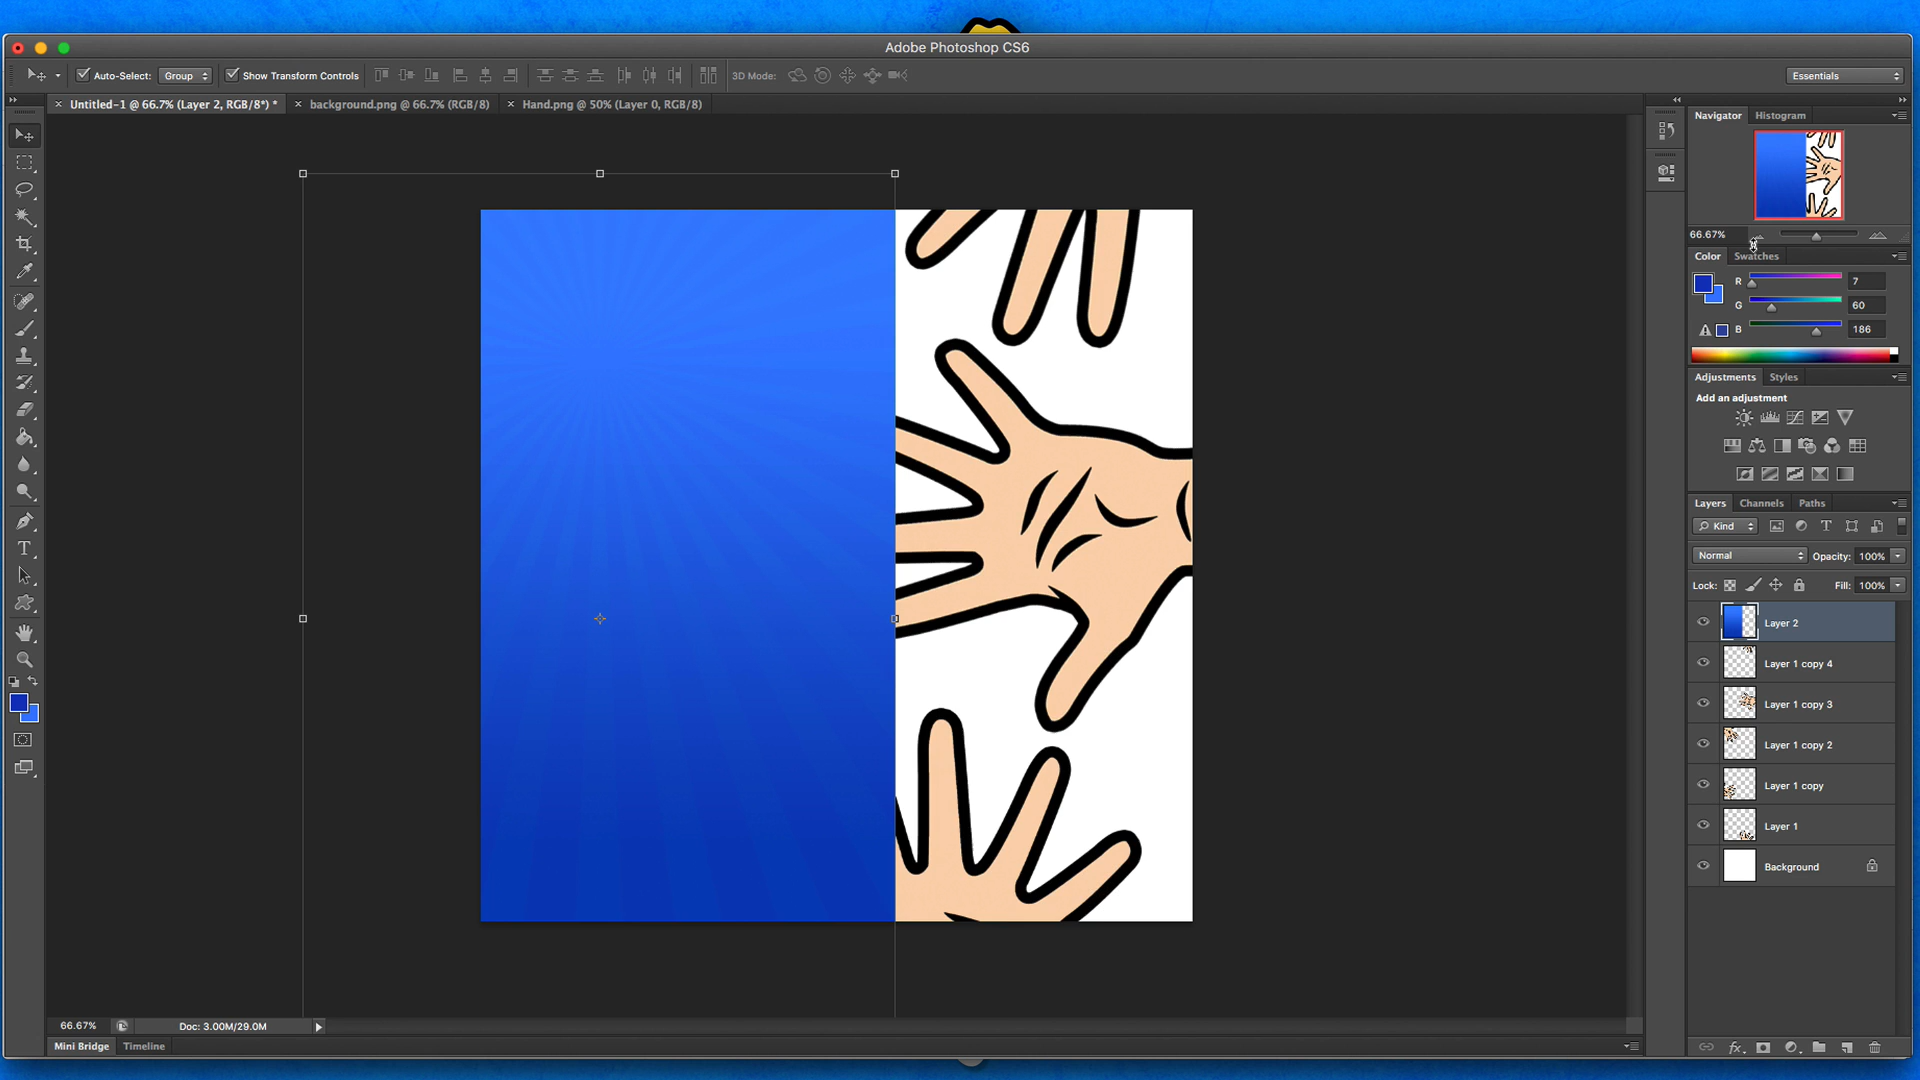 Adobe Photoshop CS6
Auto-Select: Group Show Transform Controls 3D Mode: Essentials
Untitled-1 @ 66.7% (Layer 2, RGB/8*) * background.png @ 66.7% (RGB/8) Hand.png @ 50% (Layer 0, RGB/8)
Navigator Histogram
66.67%
Color Swatches
R 7
G 60
B 186
Adjustments Styles
Add an adjustment
Layers Channels Paths
Kind
Normal Opacity: 100%
Lock: Fill: 100%
Layer 2
Layer 1 copy 4
Layer 1 copy 3
Layer 1 copy 2
Layer 1 copy
Layer 1
Background
66.67% Doc: 3.00M/29.0M
Mini Bridge Timeline